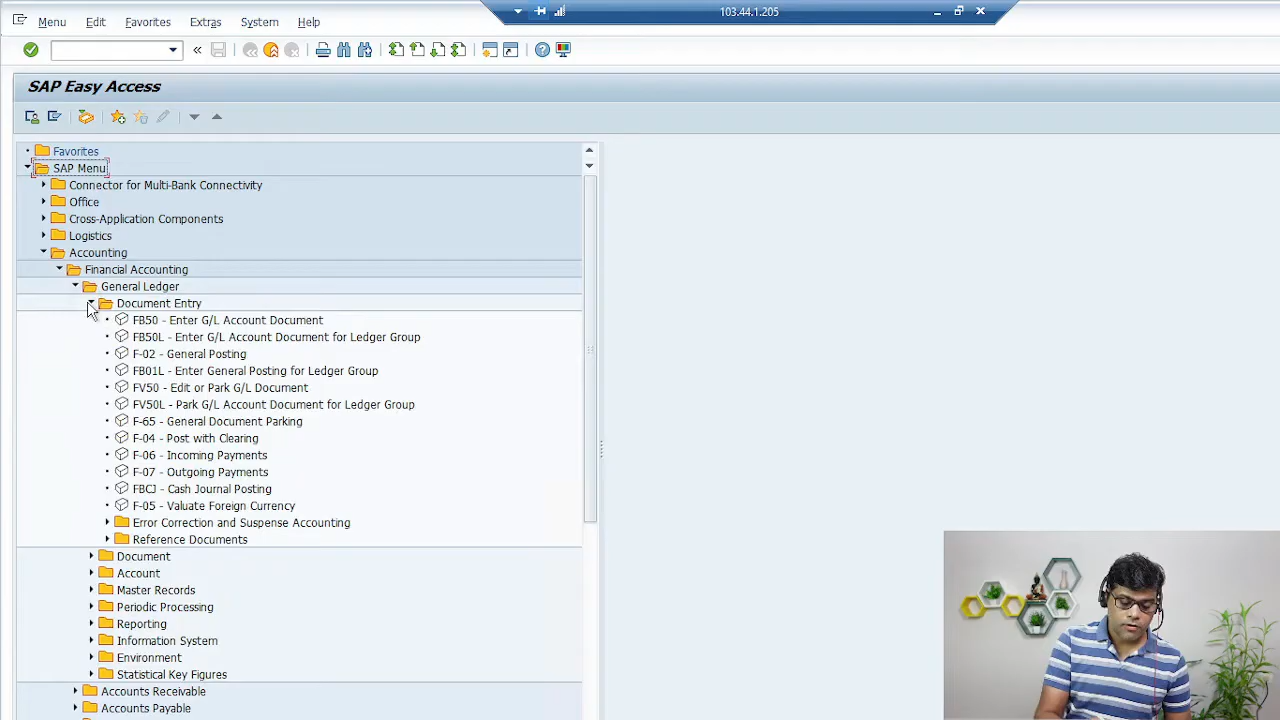 Menu Edit Favorites Extras System Help
103.44.1.205
SAP Easy Access
Favorites
SAP Menu
Connector for Multi-Bank Connectivity
Office
Cross-Application Components
Logistics
Accounting
Financial Accounting
General Ledger
Document Entry
FB50 - Enter G/L Account Document
FB50L - Enter G/L Account Document for Ledger Group
F-02 - General Posting
FB01L - Enter General Posting for Ledger Group
FV50 - Edit or Park G/L Document
FV50L - Park G/L Account Document for Ledger Group
F-65 - General Document Parking
F-04 - Post with Clearing
F-06 - Incoming Payments
F-07 - Outgoing Payments
FBCJ - Cash Journal Posting
F-05 - Valuate Foreign Currency
Error Correction and Suspense Accounting
Reference Documents
Document
Account
Master Records
Periodic Processing
Reporting
Information System
Environment
Statistical Key Figures
Accounts Receivable
Accounts Payable